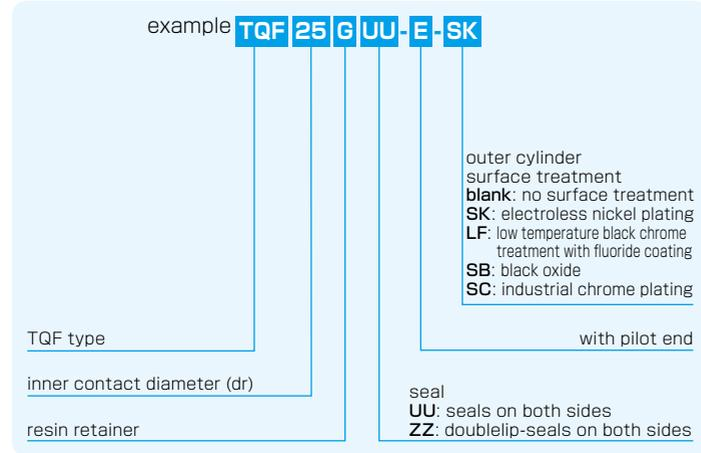 example TQF 25 G UU - E - SK
outer cylinder
surface treatment
blank: no surface treatment
SK: electroless nickel plating
LF: low temperature black chrome
treatment with fluoride coating
SB: black oxide
SC: industrial chrome plating
TQF type
with pilot end
inner contact diameter (dr)
seal
UU: seals on both sides
resin retainer
ZZ: doublelip-seals on both sides